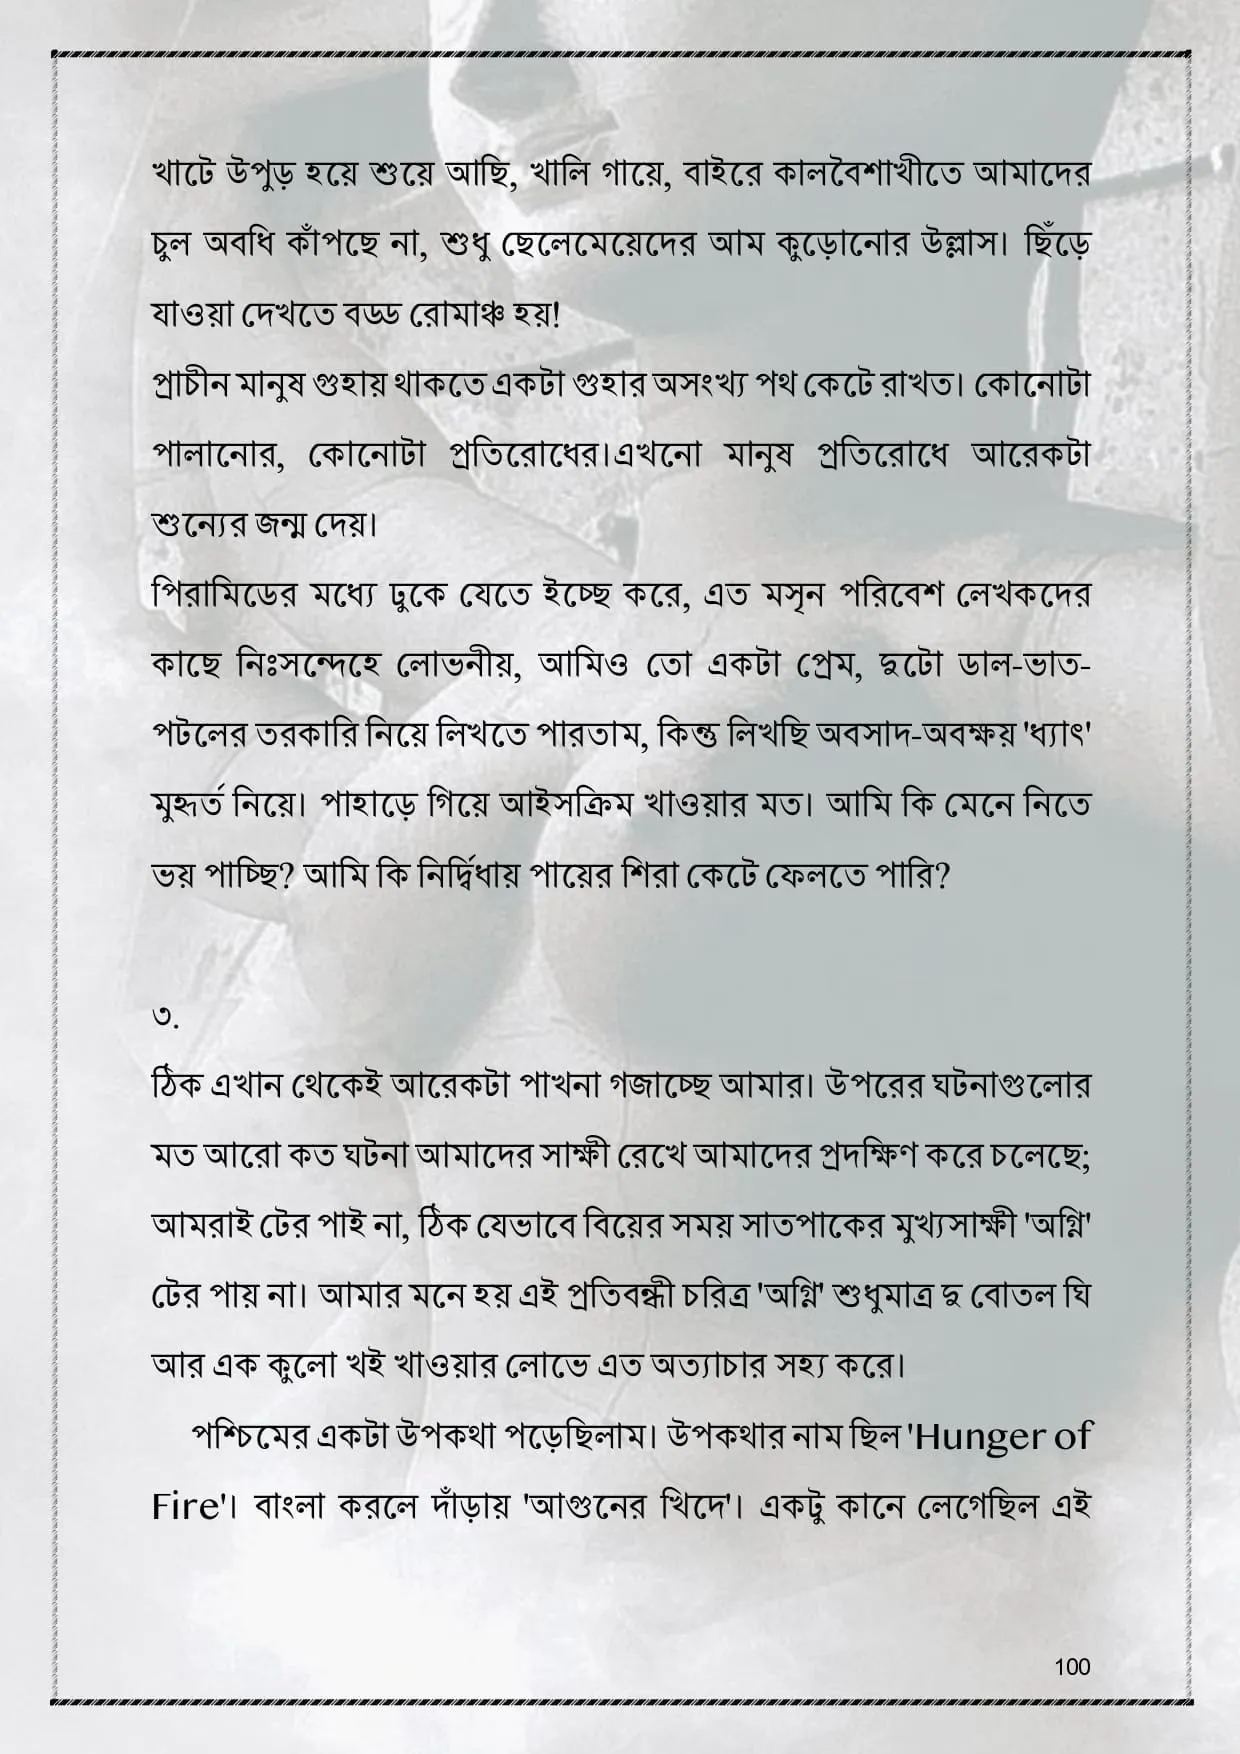 খাটে উপুড় হয়ে শুয়ে আছি, খালি গায়ে, বাইরে কালবৈশাখীতে আমাদের
চুল অবধি কাঁপছে না, শুধু ছেলেমেয়েদের আম কুড়োনোর উল্লাস। ছিঁড়ে
যাওয়া দেখতে বড্ড রোমাঞ্চ হয়!
প্রাচীন মানুষ গুহায় থাকতে একটা গুহার অসংখ্য পথ কেটে রাখত। কোনোটা
পালানোর, কোনোটা প্রতিরোধের।এখনো মানুষ প্রতিরোধে আরেকটা
শুন্যের জন্ম দেয়।
পিরামিডের মধ্যে ঢুকে যেতে ইচ্ছে করে, এত মসৃন পরিবেশ লেখকদের
কাছে নিঃসন্দেহে লোভনীয়, আমিও তো একটা প্রেম, দুটো ডাল-ভাত-
পটলের তরকারি নিয়ে লিখতে পারতাম, কিন্তু লিখছি অবসাদ-অবক্ষয় 'ধ্যাৎ'
মুহূর্ত নিয়ে। পাহাড়ে গিয়ে আইসক্রিম খাওয়ার মত। আমি কি মেনে নিতে
ভয় পাচ্ছি? আমি কি নির্দ্বিধায় পায়ের শিরা কেটে ফেলতে পারি?
৩.
ঠিক এখান থেকেই আরেকটা পাখনা গজাচ্ছে আমার। উপরের ঘটনাগুলোর
মত আরো কত ঘটনা আমাদের সাক্ষী রেখে আমাদের প্রদক্ষিণ করে চলেছে;
আমরাই টের পাই না, ঠিক যেভাবে বিয়ের সময় সাতপাকের মুখ্যসাক্ষী 'অগ্নি'
টের পায় না। আমার মনে হয় এই প্রতিবন্ধী চরিত্র 'অগ্নি' শুধুমাত্র দু বোতল ঘি
আর এক কুলো খই খাওয়ার লোভে এত অত্যাচার সহ্য করে।
পশ্চিমের একটা উপকথা পড়েছিলাম। উপকথার নাম ছিল 'Hunger of
Fire'। বাংলা করলে দাঁড়ায় 'আগুনের খিদে'। একটু কানে লেগেছিল এই
100